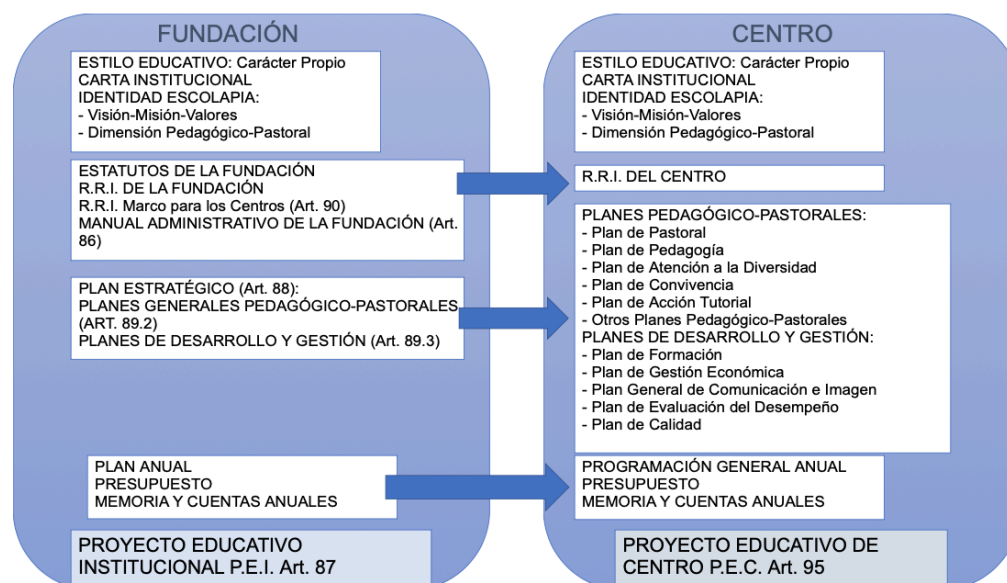 FUNDACIÓN
ESTILO EDUCATIVO: Carácter Propio
CARTA INSTITUCIONAL
IDENTIDAD ESCOLAPIA:
- Visión-Misión-Valores
- Dimensión Pedagógico-Pastoral
ESTATUTOS DE LA FUNDACIÓN
R.R.I. DE LA FUNDACIÓN
R.R.I. Marco para los Centros (Art. 90)
MANUAL ADMINISTRATIVO DE LA FUNDACIÓN (Art.
86)
PLAN ESTRATÉGICO (Art. 88):
PLANES GENERALES PEDAGÓGICO-PASTORALES
(ART. 89.2)
PLANES DE DESARROLLO Y GESTIÓN (Art. 89.3)
PLAN ANUAL
PRESUPUESTO
MEMORIA Y CUENTAS ANUALES
PROYECTO EDUCATIVO
INSTITUCIONAL P.E.I. Art. 87
CENTRO
ESTILO EDUCATIVO: Carácter Propio
CARTA INSTITUCIONAL
IDENTIDAD ESCOLAPIA:
- Visión-Misión-Valores
- Dimensión Pedagógico-Pastoral
R.R.I. DEL CENTRO
PLANES PEDAGÓGICO-PASTORALES:
- Plan de Pastoral
- Plan de Pedagogía
- Plan de Atención a la Diversidad
- Plan de Convivencia
- Plan de Acción Tutorial
- Otros Planes Pedagógico-Pastorales
PLANES DE DESARROLLO Y GESTIÓN:
- Plan de Formación
- Plan de Gestión Económica
- Plan General de Comunicación e Imagen
- Plan de Evaluación del Desempeño
- Plan de Calidad
PROGRAMACIÓN GENERAL ANUAL
PRESUPUESTO
MEMORIA Y CUENTAS ANUALES
PROYECTO EDUCATIVO DE
CENTRO P.E.C. Art. 95